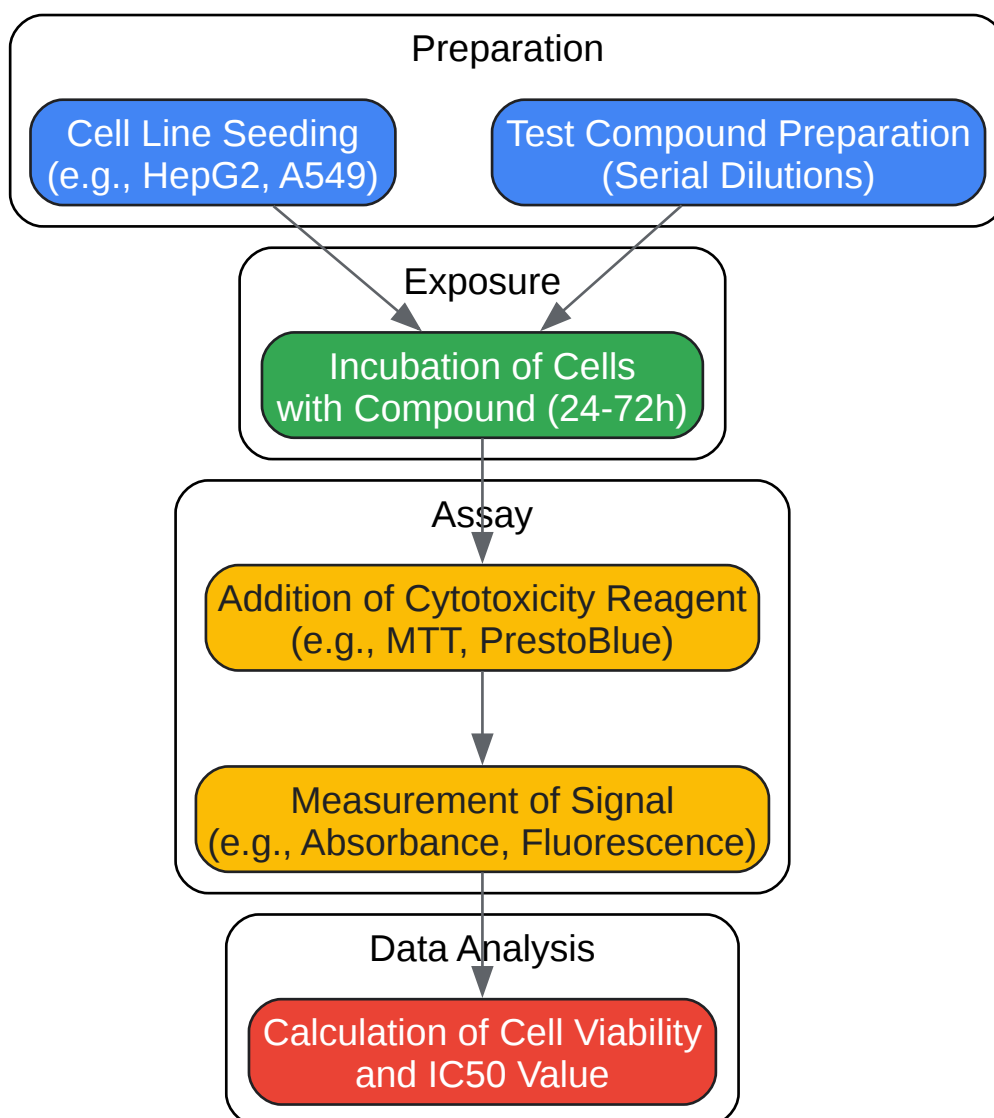 Preparation
Cell Line Seeding
(e.g., HepG2, A549)
Test Compound Preparation
(Serial Dilutions)
Exposure
Incubation of Cells
with Compound (24-72h)
Assay
Addition of Cytotoxicity Reagent
(e.g., MTT, PrestoBlue)
Measurement of Signal
(e.g., Absorbance, Fluorescence)
Data Analysis
Calculation of Cell Viability
and IC50 Value